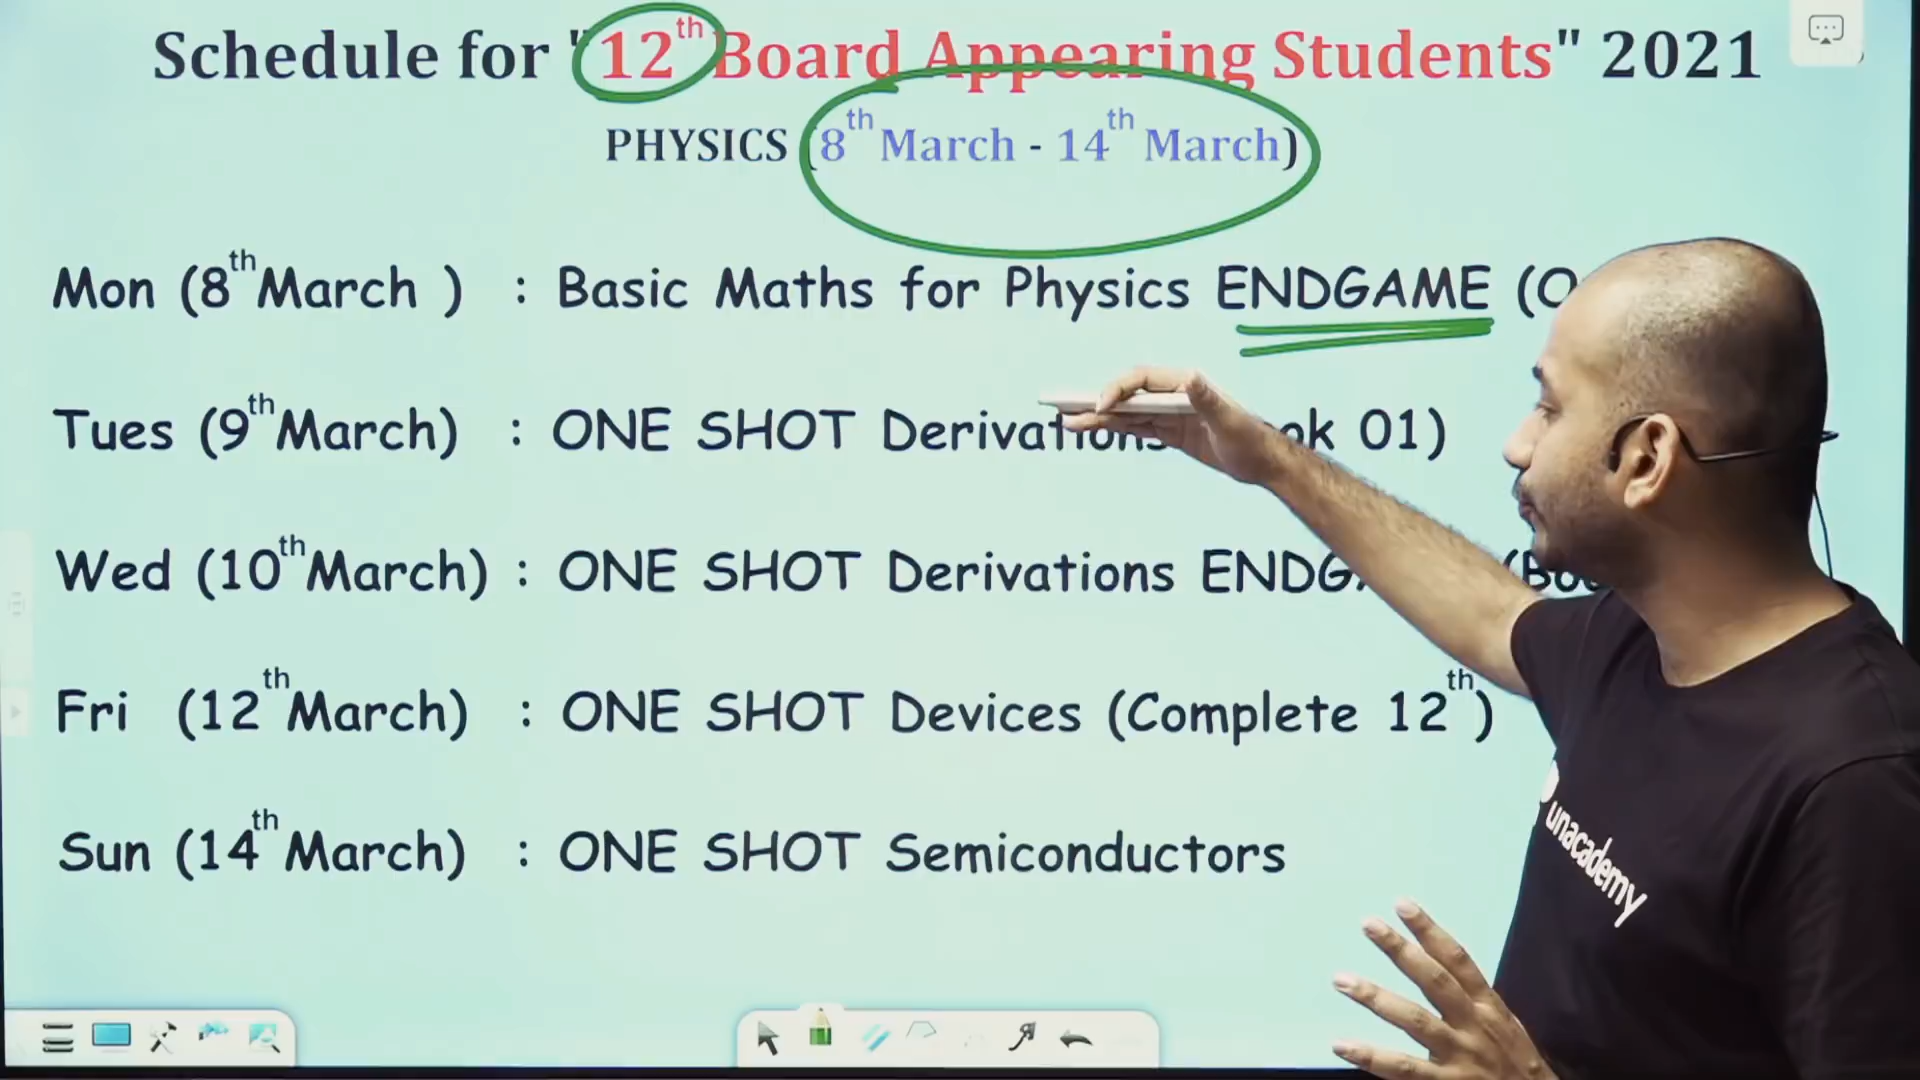 Schedule for "12th Board Appearing Students" 2021
PHYSICS (8th March - 14th March)
Mon (8th March ) : Basic Maths for Physics ENDGAME
Tues (9th March) : ONE SHOT Derivations 01)
Wed (10th March) : ONE SHOT Derivations
Fri (12th March) : ONE SHOT Devices (Complete 12th)
Sun (14th March) : ONE SHOT Semiconductors
unacademy